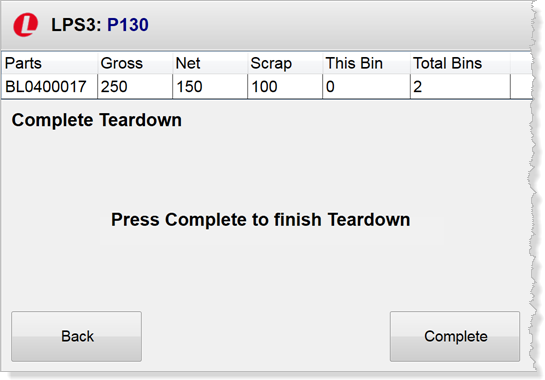 LPS3: P130
Parts Gross Net Scrap This Bin Total Bins
BL0400017 250 150 100 0 2
Complete Teardown
Press Complete to finish Teardown
Back Complete